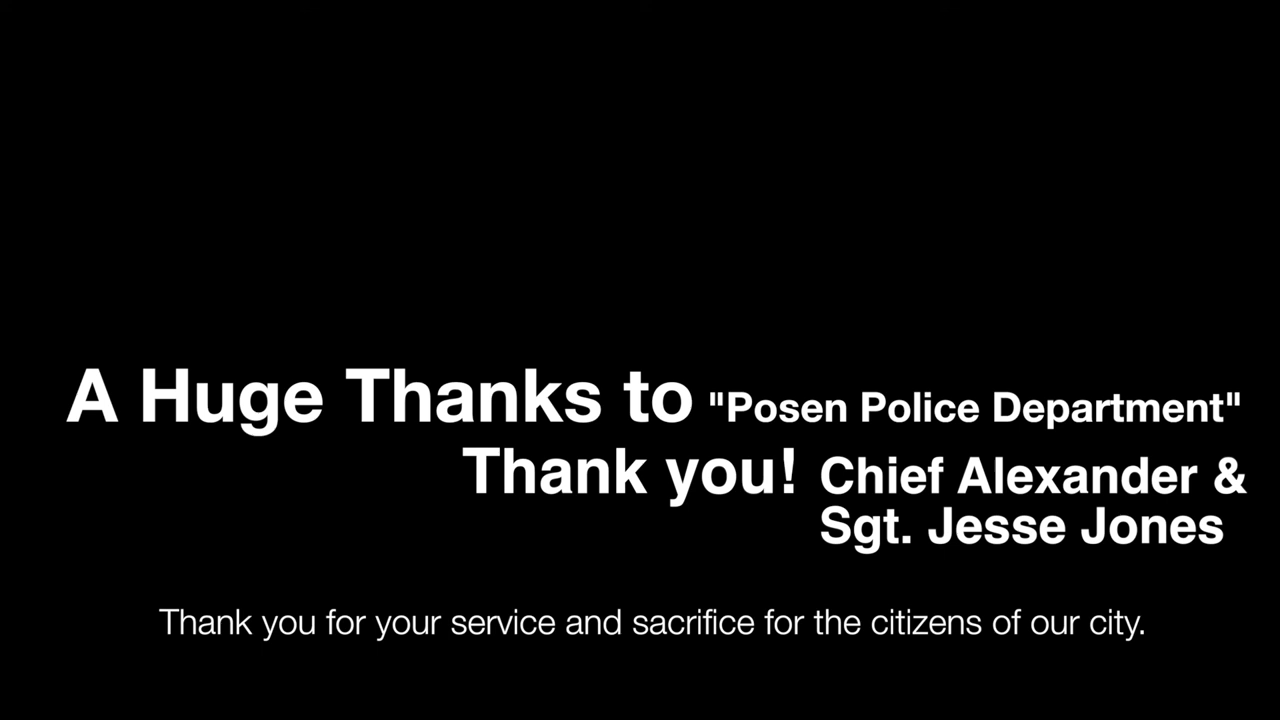 A Huge Thanks to "Posen Police Department"
Thank you! Chief Alexander &
Sgt. Jesse Jones
Thank you for your service and sacrifice for the citizens of our city.